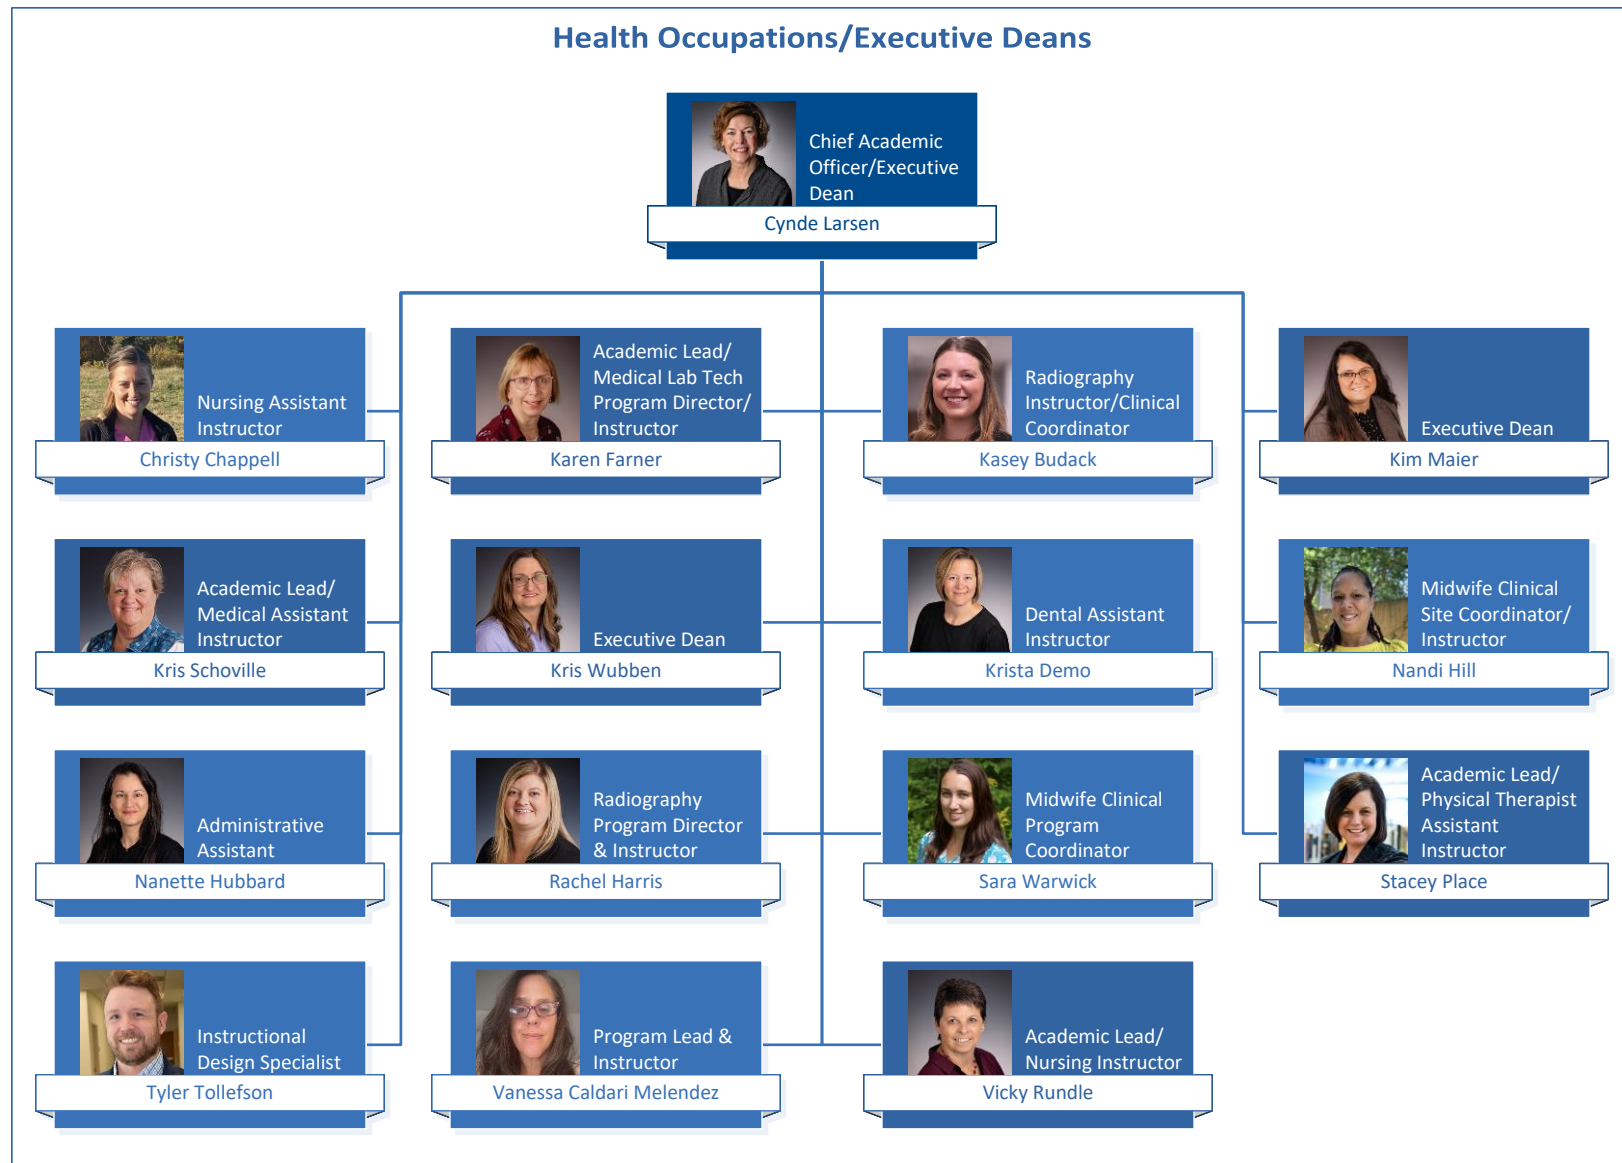 Health Occupations/Executive Deans
Chief Academic
Officer/Executive
Dean
Cynde Larsen
Nursing Assistant
Instructor
Christy Chappell
Academic Lead/
Medical Lab Tech
Program Director/
Instructor
Karen Farner
Radiography
Instructor/Clinical
Coordinator
Kasey Budack
Executive Dean
Kim Maier
Academic Lead/
Medical Assistant
Instructor
Kris Schoville
Executive Dean
Kris Wubben
Dental Assistant
Instructor
Krista Demo
Midwife Clinical
Site Coordinator/
Instructor
Nandi Hill
Administrative
Assistant
Nanette Hubbard
Radiography
Program Director
& Instructor
Rachel Harris
Midwife Clinical
Program
Coordinator
Sara Warwick
Academic Lead/
Physical Therapist
Assistant
Instructor
Stacey Place
Instructional
Design Specialist
Tyler Tollefson
Program Lead &
Instructor
Vanessa Caldari Melendez
Academic Lead/
Nursing Instructor
Vicky Rundle